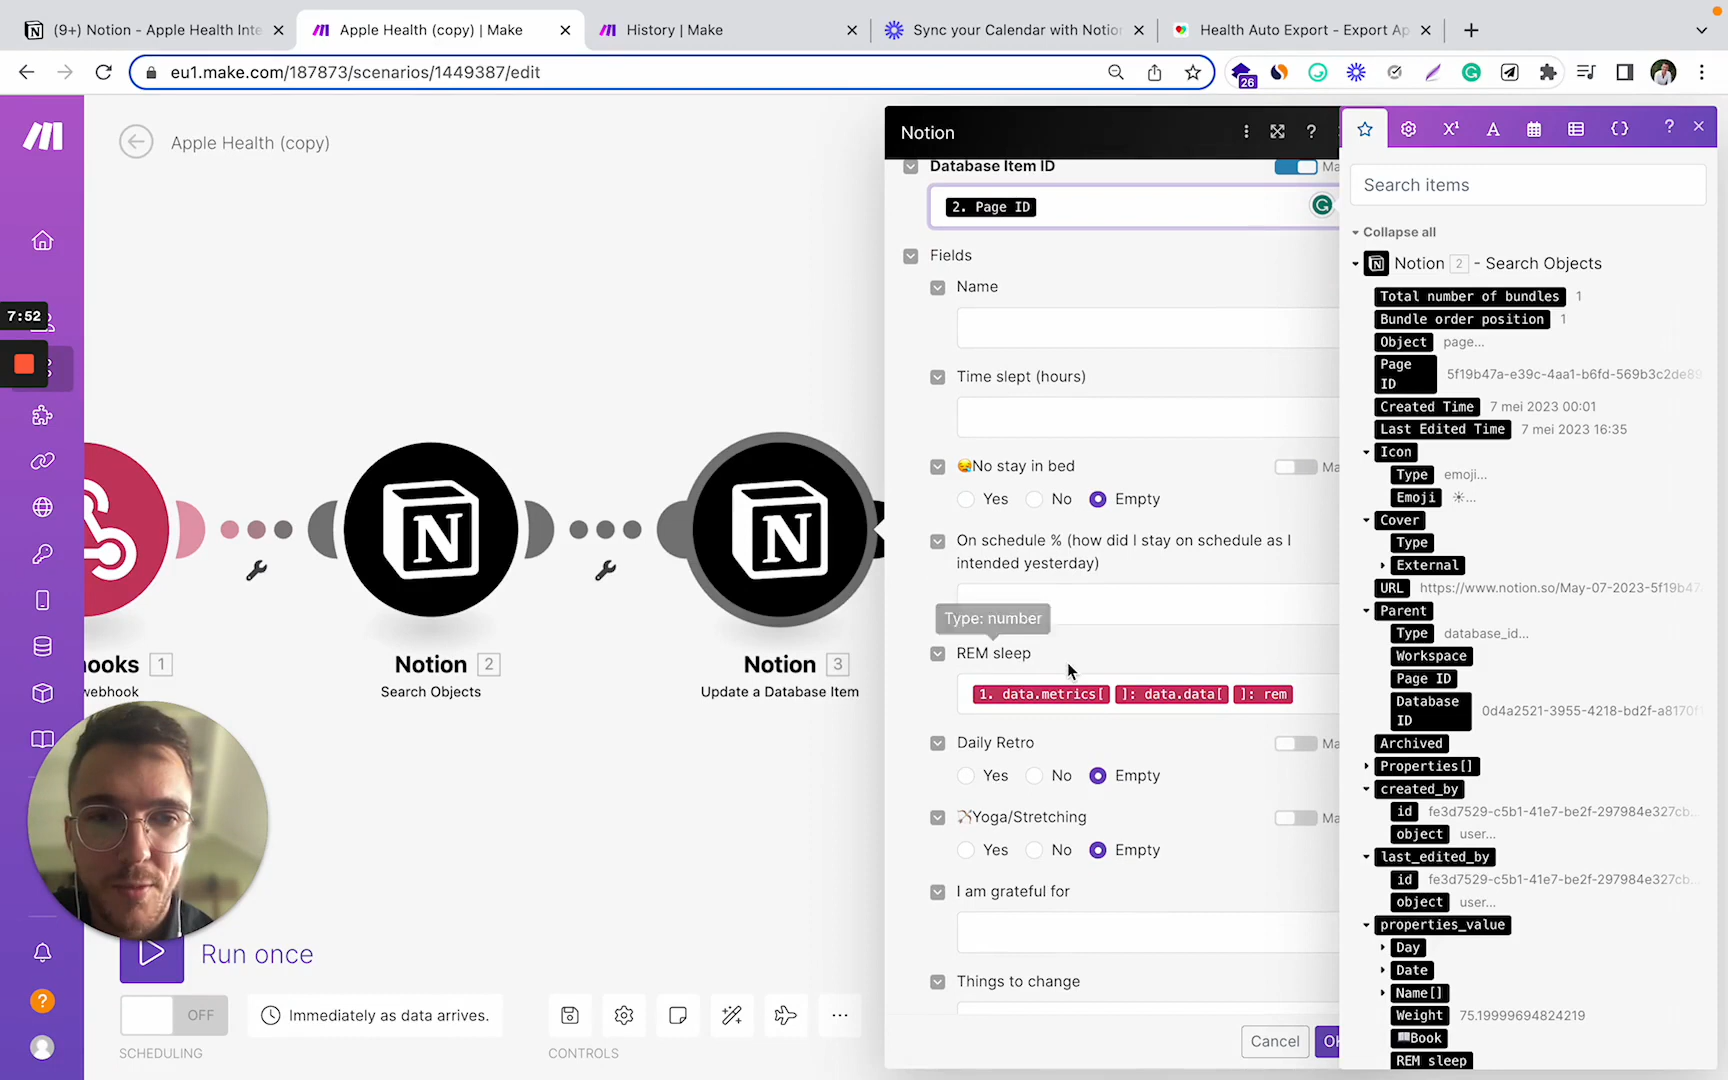 (9+) Notion - Apple Health Inte
Apple Health (copy) | Make
History | Make
Sync your Calendar with Notion
Health Auto Export - Export Ap
eu1.make.com/187873/scenarios/1449387/edit
26
Apple Health (copy)
7:52
hooks 1
webhook
Notion 2
Search Objects
Notion 3
Update a Database Item
Run once
OFF
Immediately as data arrives.
SCHEDULING
CONTROLS
Notion
Database Item ID
Ma
2. Page ID
Fields
Name
Time slept (hours)
😪No stay in bed
Ma
Yes No Empty
On schedule % (how did I stay on schedule as I
intended yesterday)
Type: number
REM sleep
1. data.metrics[ ]: data.data[ ]: rem
Daily Retro
Ma
Yes No Empty
Yoga/Stretching
Ma
Yes No Empty
I am grateful for
Things to change
Cancel
OK
Search items
Collapse all
Notion 2 - Search Objects
Total number of bundles 1
Bundle order position 1
Object page...
Page
ID
5f19b47a-e39c-4aa1-b6fd-569b3c2de89
Created Time 7 mei 2023 00:01
Last Edited Time 7 mei 2023 16:35
Icon
Type emoji...
Emoji ☀...
Cover
Type
External
URL https://www.notion.so/May-07-2023-5f19b47
Parent
Type database_id...
Workspace
Page ID
Database
ID
0d4a2521-3955-4218-bd2f-a8170f
Archived
Properties[]
created_by
id fe3d7529-c5b1-41e7-be2f-297984e327cb...
object user...
last_edited_by
id fe3d7529-c5b1-41e7-be2f-297984e327cb...
object user...
properties_value
Day
Date
Name[]
Weight 75.19999694824219
📖Book
REM sleep